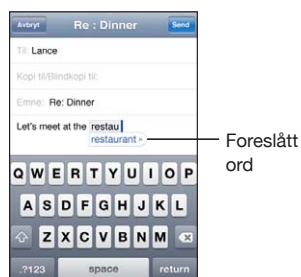 Avbryt Re : Dinner Send
Til: Lance
Kopi til/Blindkopi til:
Emne: Re: Dinner
Let's meet at the restau
restaurant ×
Foreslått
ord
Q W E R T Y U I O P
A S D F G H J K L
Z X C V B N M
.?123 space return